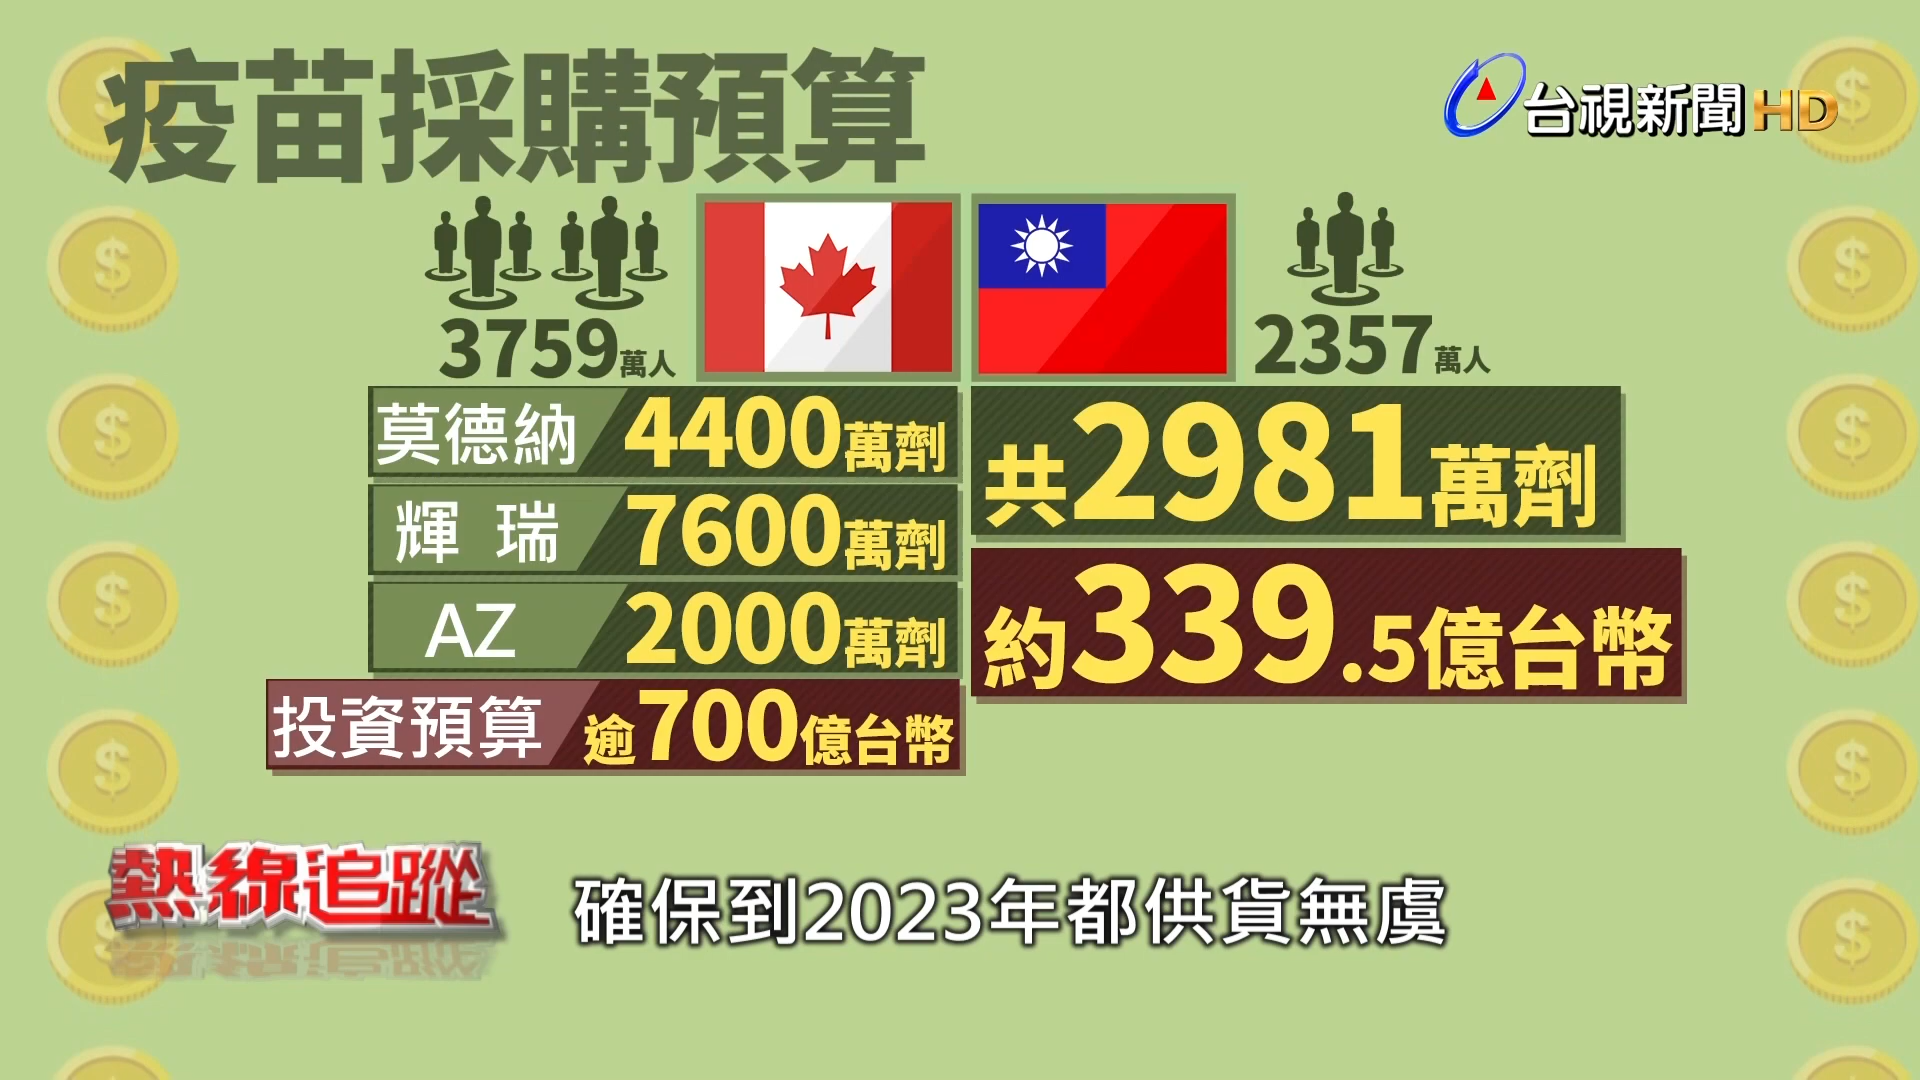 疫苗採購預算
台視新聞HD
3759萬人
2357萬人
莫德納 4400萬劑
輝瑞 7600萬劑
AZ 2000萬劑
投資預算 逾700億台幣
共2981萬劑
約339.5億台幣
熱線追蹤
確保到2023年都供貨無虞